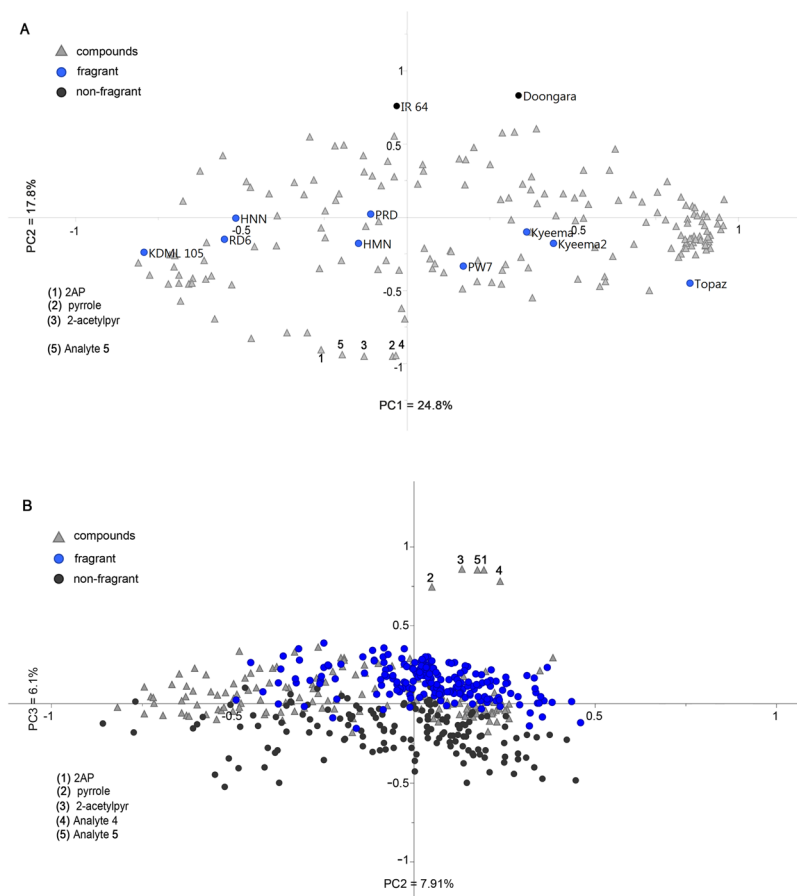 A
compounds
fragrant
non-fragrant
1
Doongara
IR 64
0.5
PC2 = 17.8%
-1
-0.5
0.5
1
HNN
PRD
RD6
HMN
KDML 105
Kyeema
Kyeema2
PW7
Topaz
-0.5
(1) 2AP
(2) pyrrole
(3) 2-acetylpyr
(5) Analyte 5
1 5 3 2 4
-1
PC1 = 24.8%
B
compounds
fragrant
non-fragrant
1
2 3 51 4
0.5
PC3 = 6.1%
-1
-0.5
0.5
1
-0.5
(1) 2AP
(2) pyrrole
(3) 2-acetylpyr
(4) Analyte 4
(5) Analyte 5
-1
PC2 = 7.91%